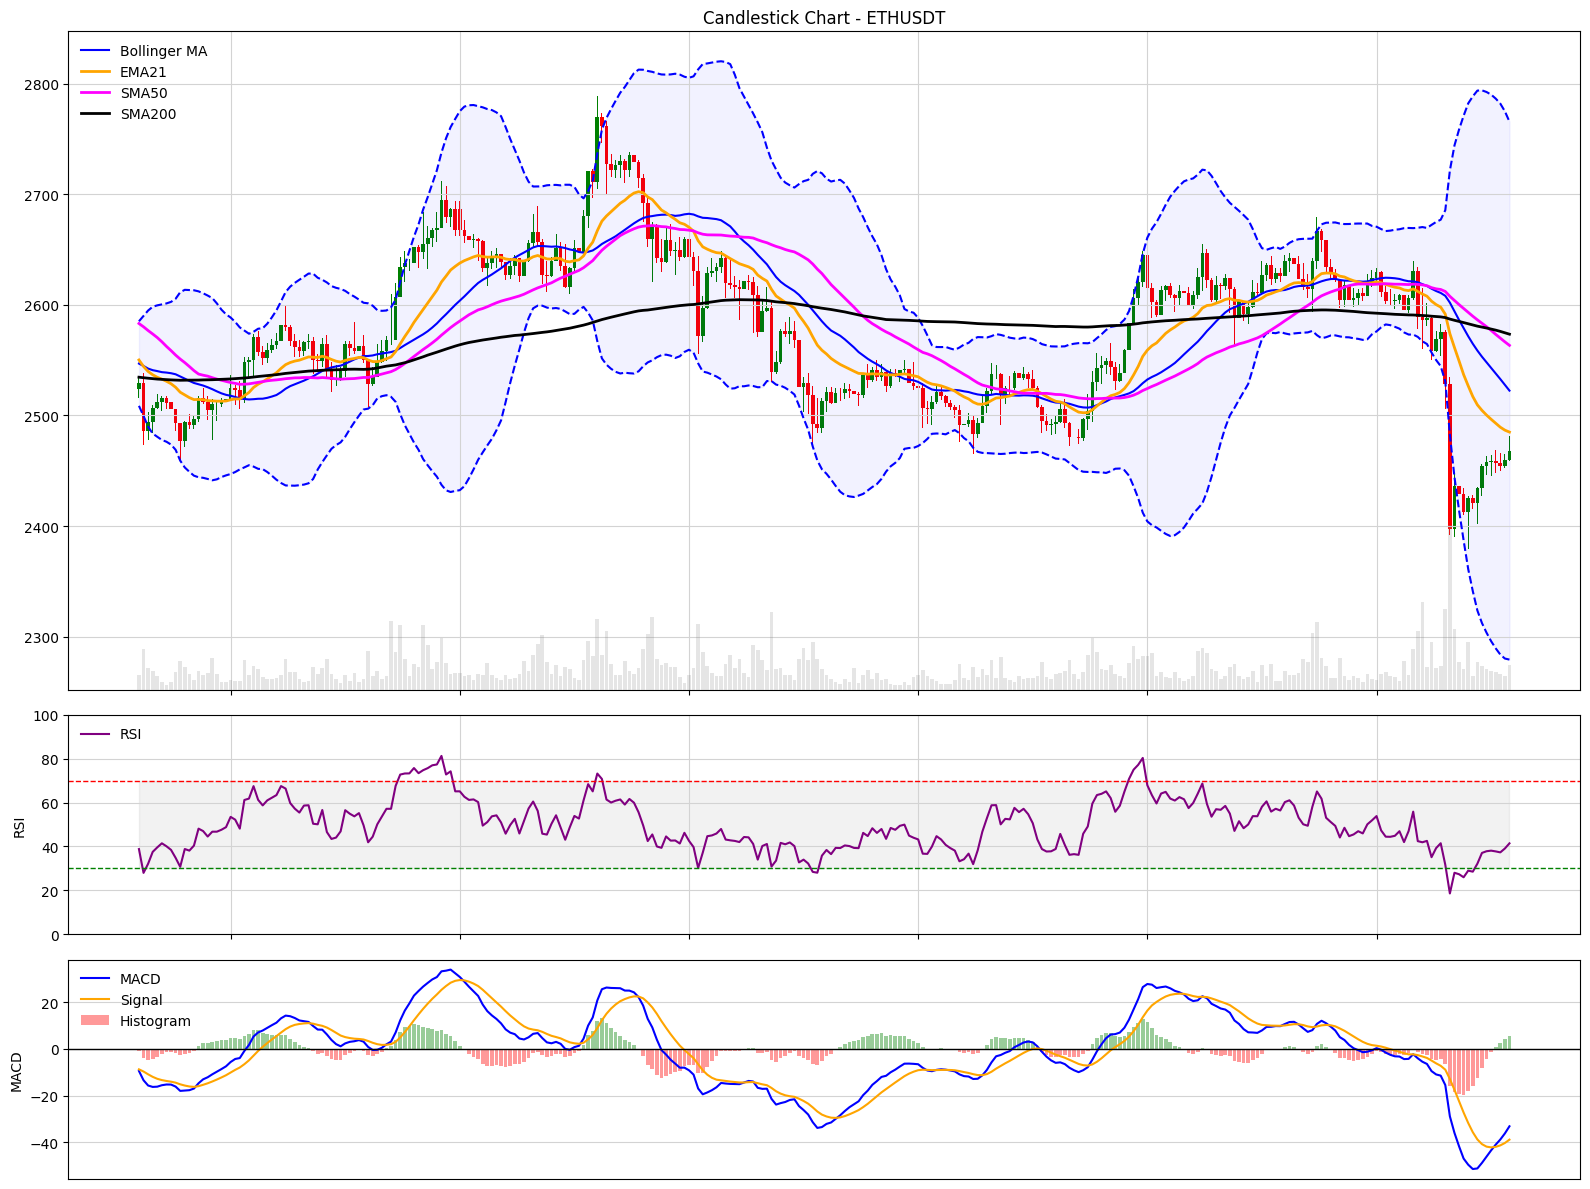 Candlestick Chart - ETHUSDT
Bollinger MA
EMA21
SMA50
SMA200
2800
2700
2600
2500
2400
2300
RSI
100
80
60
40
20
0
RSI
MACD
Signal
Histogram
20
0
−20
−40
MACD